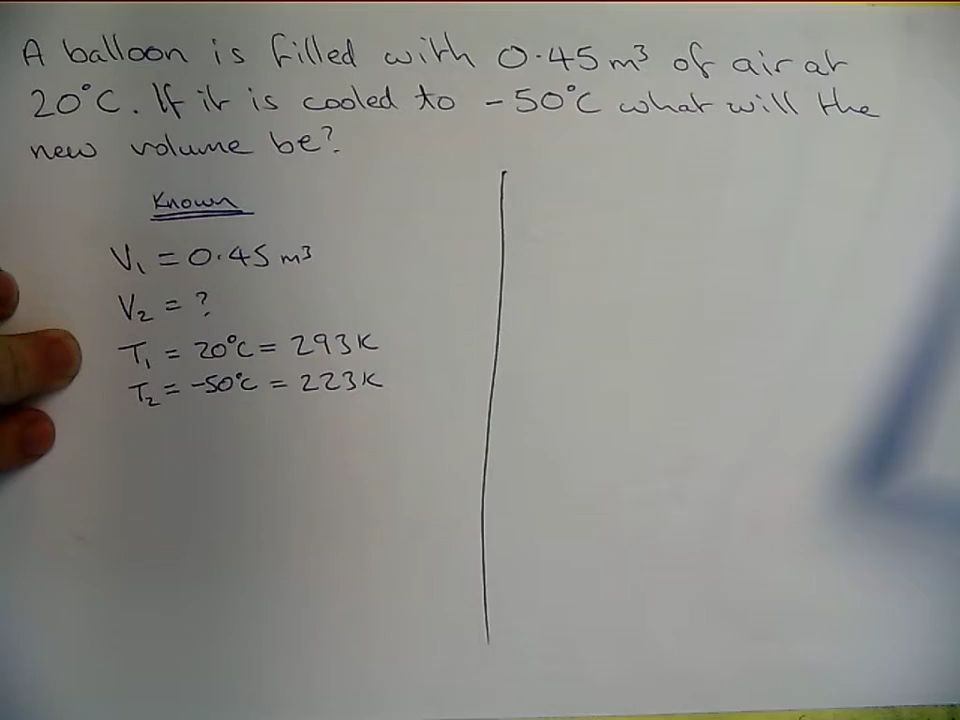 A balloon is filled with 0.45 m³ of air at
20°C. If it is cooled to -50°C what will the
new volume be?
Known
V₁ = 0.45 m³
V₂ = ?
T₁ = 20°C = 293K
T₂ = -50°C = 223K